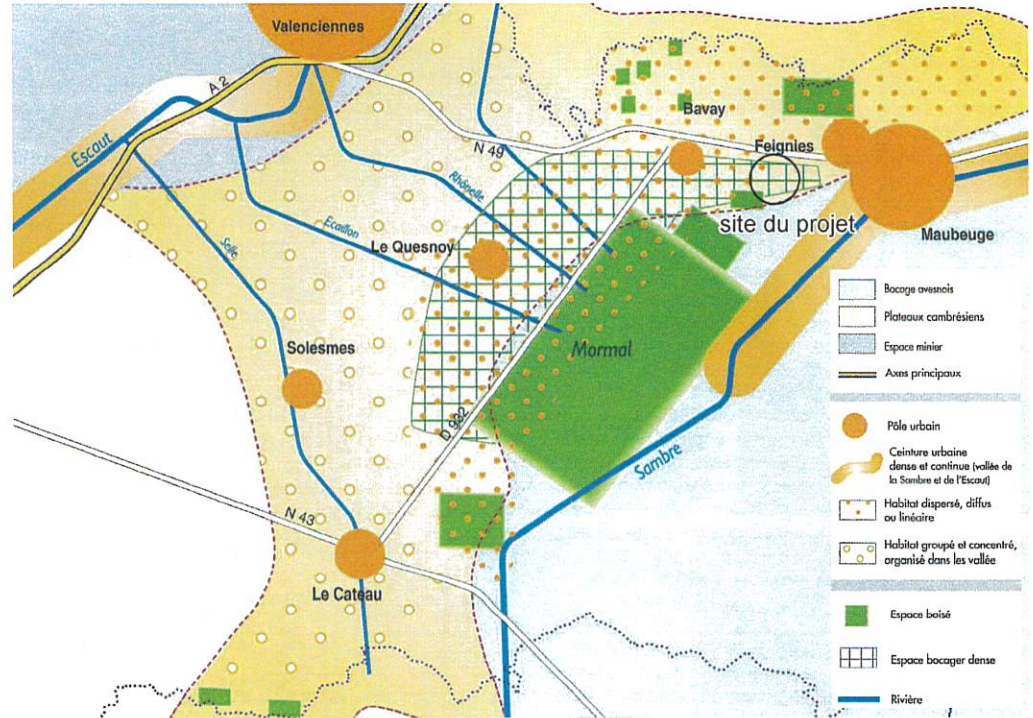 Valenciennes
A 2
Escaut
N 49
Bavay
Feignies
Rhônelle
site du projet
Maubeuge
Ecaillon
Selle
Le Quesnoy
Solesmes
Mormal
D 932
Sambre
N 43
Le Cateau
Bocage avesnois
Plateaux cambrésiens
Espace minier
Axes principaux
Pôle urbain
Ceinture urbaine
dense et continue (vallée de
la Sambre et de l'Escaut)
Habitat dispersé, diffus
ou linéaire
Habitat groupé et concentré,
organisé dans les vallée
Espace boisé
Espace bocager dense
Rivière